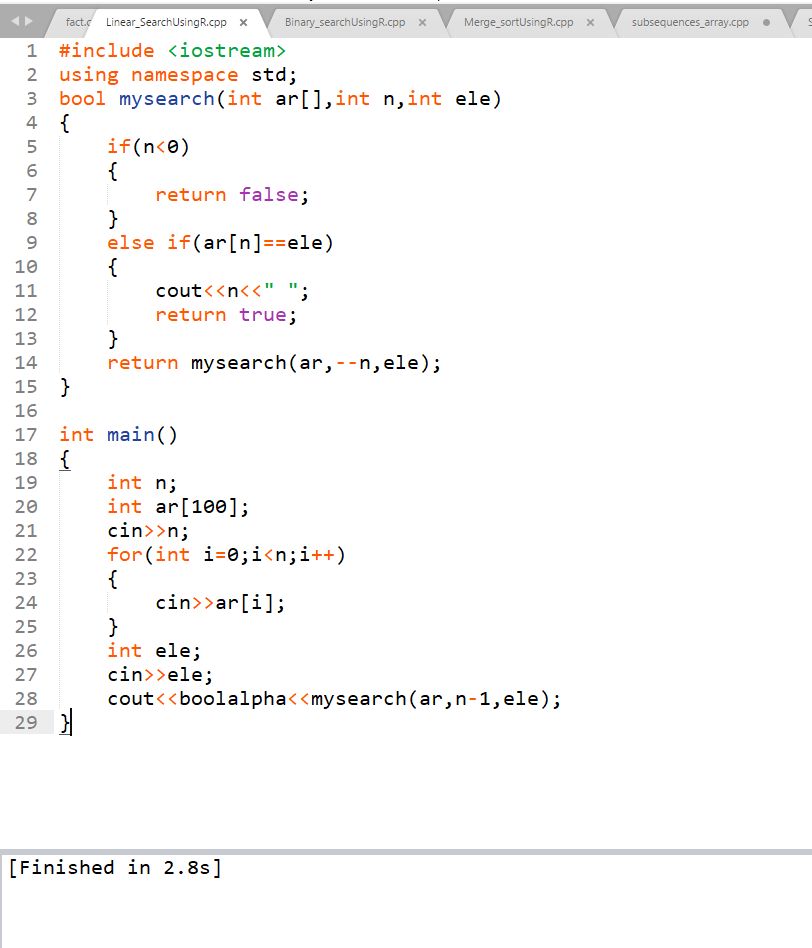 fact.c Linear_SearchUsingR.cpp × Binary_searchUsingR.cpp × Merge_sortUsingR.cpp × subsequences_array.cpp
1 #include <iostream>
2 using namespace std;
3 bool mysearch(int ar[],int n,int ele)
4 {
5 if(n<0)
6 {
7 return false;
8 }
9 else if(ar[n]==ele)
10 {
11 cout<<n<<" ";
12 return true;
13 }
14 return mysearch(ar,--n,ele);
15 }
16
17 int main()
18 {
19 int n;
20 int ar[100];
21 cin>>n;
22 for(int i=0;i<n;i++)
23 {
24 cin>>ar[i];
25 }
26 int ele;
27 cin>>ele;
28 cout<<boolalpha<<mysearch(ar,n-1,ele);
29 }
[Finished in 2.8s]